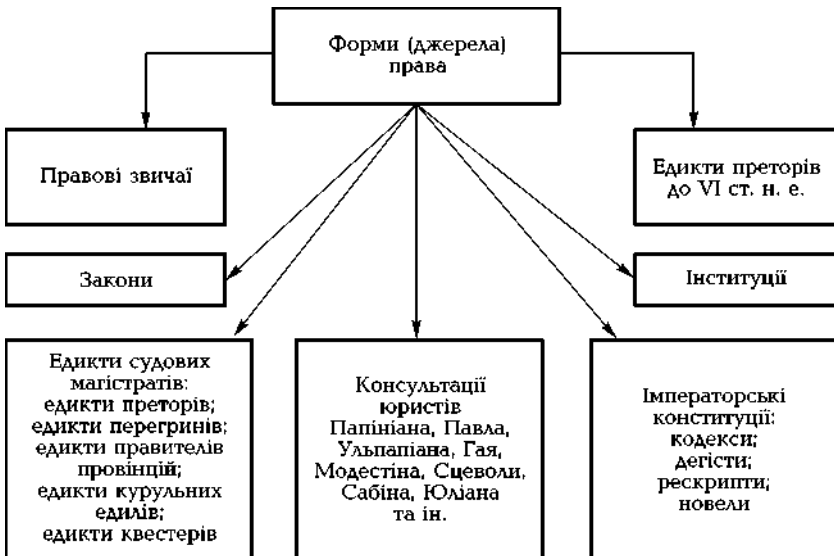 Форми (джерела)
права
Правові звичаї
Едикти преторів
до VI ст. н. е.
Закони
Інституції
Едикти судових
магістратів:
едикти преторів;
едикти перегринів;
едикти правителів
провінцій;
едикти курульних
едилів;
едикти квестерів
Консультації
юристів
Папініана, Павла,
Ульпапіана, Гая,
Модестіна, Сцеволи,
Сабіна, Юліана
та ін.
Імператорські
конституції:
кодекси;
дегісти;
рескрипти;
новели